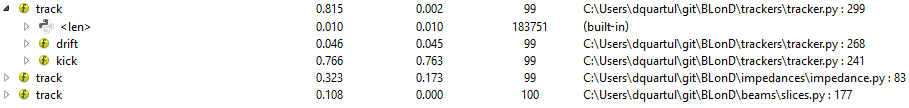 track 0.815 0.002 99 C:\Users\dquartul\git\BLonD\trackers\tracker.py : 299
<len> 0.010 0.010 183751 (built-in)
drift 0.046 0.045 99 C:\Users\dquartul\git\BLonD\trackers\tracker.py : 268
kick 0.766 0.763 99 C:\Users\dquartul\git\BLonD\trackers\tracker.py : 241
track 0.323 0.173 99 C:\Users\dquartul\git\BLonD\impedances\impedance.py : 83
track 0.108 0.000 100 C:\Users\dquartul\git\BLonD\beams\slices.py : 177